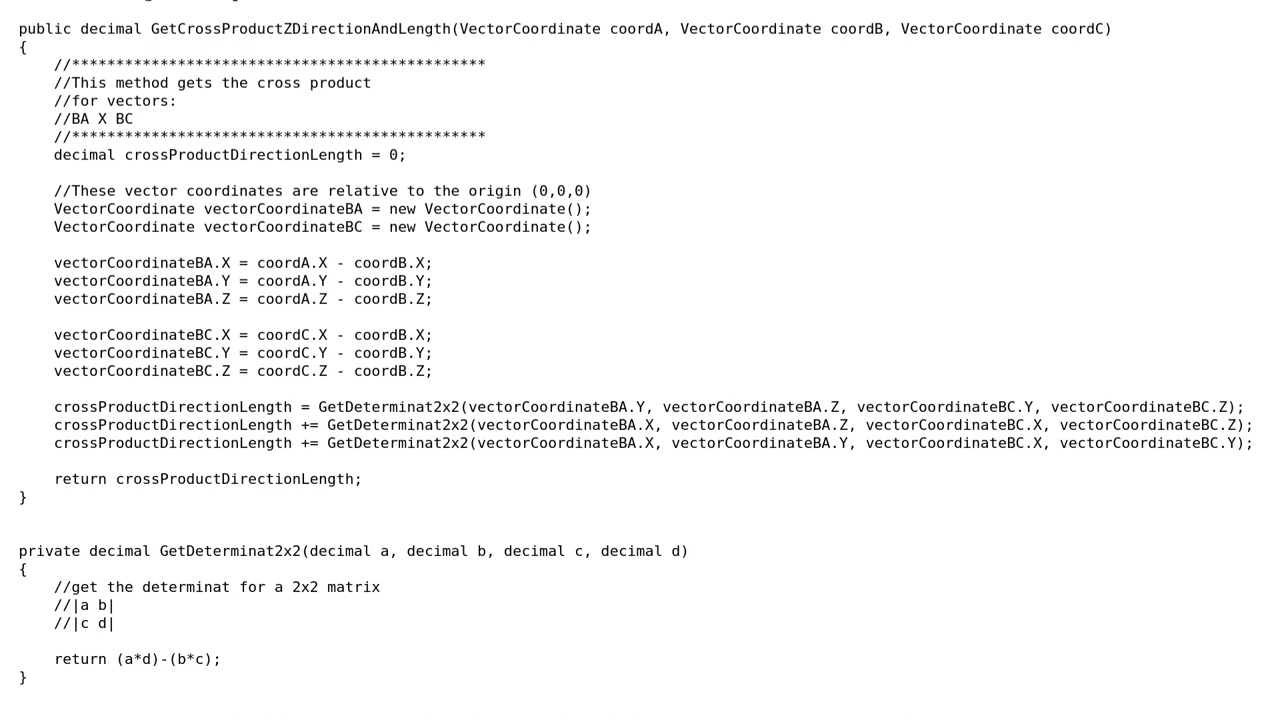 public decimal GetCrossProductZDirectionAndLength(VectorCoordinate coordA, VectorCoordinate coordB, VectorCoordinate coordC)
{
    //***********************************************
    //This method gets the cross product
    //for vectors:
    //BA X BC
    //***********************************************
    decimal crossProductDirectionLength = 0;

    //These vector coordinates are relative to the origin (0,0,0)
    VectorCoordinate vectorCoordinateBA = new VectorCoordinate();
    VectorCoordinate vectorCoordinateBC = new VectorCoordinate();

    vectorCoordinateBA.X = coordA.X - coordB.X;
    vectorCoordinateBA.Y = coordA.Y - coordB.Y;
    vectorCoordinateBA.Z = coordA.Z - coordB.Z;

    vectorCoordinateBC.X = coordC.X - coordB.X;
    vectorCoordinateBC.Y = coordC.Y - coordB.Y;
    vectorCoordinateBC.Z = coordC.Z - coordB.Z;

    crossProductDirectionLength = GetDeterminat2x2(vectorCoordinateBA.Y, vectorCoordinateBA.Z, vectorCoordinateBC.Y, vectorCoordinateBC.Z);
    crossProductDirectionLength += GetDeterminat2x2(vectorCoordinateBA.X, vectorCoordinateBA.Z, vectorCoordinateBC.X, vectorCoordinateBC.Z);
    crossProductDirectionLength += GetDeterminat2x2(vectorCoordinateBA.X, vectorCoordinateBA.Y, vectorCoordinateBC.X, vectorCoordinateBC.Y);

    return crossProductDirectionLength;
}

private decimal GetDeterminat2x2(decimal a, decimal b, decimal c, decimal d)
{
    //get the determinat for a 2x2 matrix
    //|a b|
    //|c d|

    return (a*d)-(b*c);
}